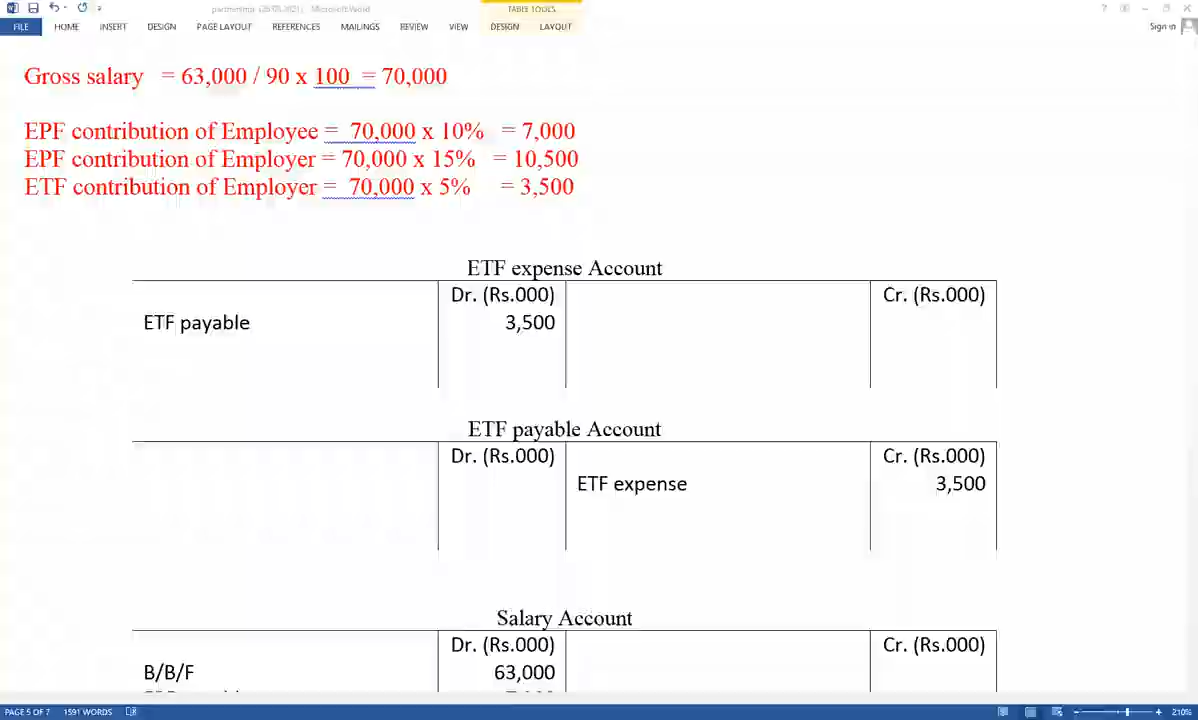 FILE HOME INSERT DESIGN PAGE LAYOUT REFERENCES MAILINGS REVIEW VIEW DESIGN LAYOUT Sign in
TABLE TOOLS
Gross salary = 63,000 / 90 x 100 = 70,000
EPF contribution of Employee = 70,000 x 10% = 7,000
EPF contribution of Employer = 70,000 x 15% = 10,500
ETF contribution of Employer = 70,000 x 5% = 3,500
ETF expense Account
Dr. (Rs.000) Cr. (Rs.000)
ETF payable 3,500
ETF payable Account
Dr. (Rs.000) Cr. (Rs.000)
ETF expense 3,500
Salary Account
Dr. (Rs.000) Cr. (Rs.000)
B/B/F 63,000
PAGE 5 OF 7 1591 WORDS 210%